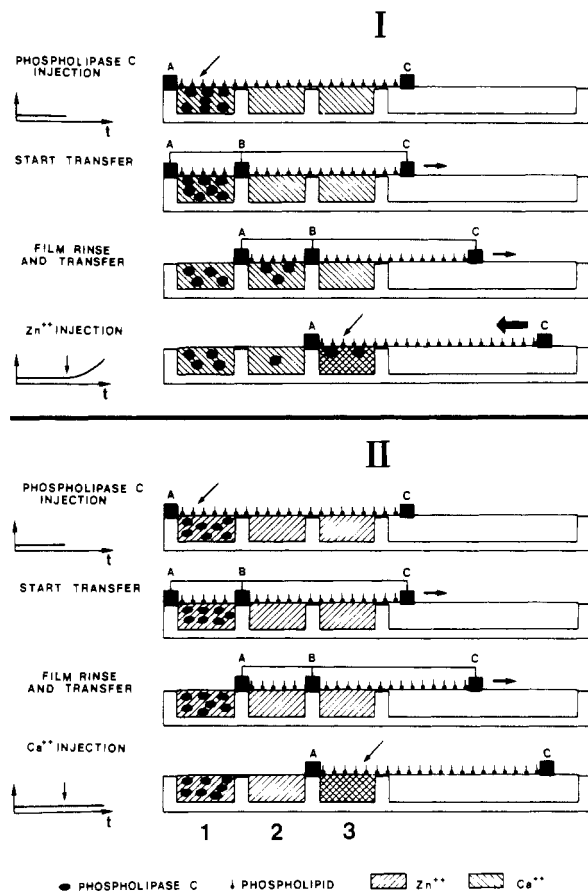 I
PHOSPHOLIPASE C
INJECTION
A
C
t
START TRANSFER
A
B
C
FILM RINSE
AND TRANSFER
A
B
C
Zn++ INJECTION
A
C
t
II
PHOSPHOLIPASE C
INJECTION
A
C
t
START TRANSFER
A
B
C
FILM RINSE
AND TRANSFER
A
B
C
Ca++ INJECTION
A
C
t
1 2 3
PHOSPHOLIPASE C PHOSPHOLIPID Zn++ Ca++